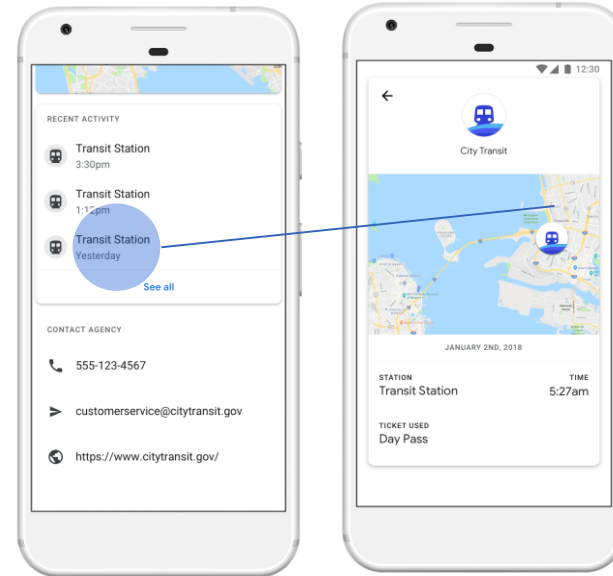 RECENT ACTIVITY
Transit Station
3:30pm
Transit Station
1:12pm
Transit Station
Yesterday
See all
CONTACT AGENCY
555-123-4567
customerservice@citytransit.gov
https://www.citytransit.gov/
12:30
City Transit
JANUARY 2ND, 2018
STATION
TIME
Transit Station
5:27am
TICKET USED
Day Pass